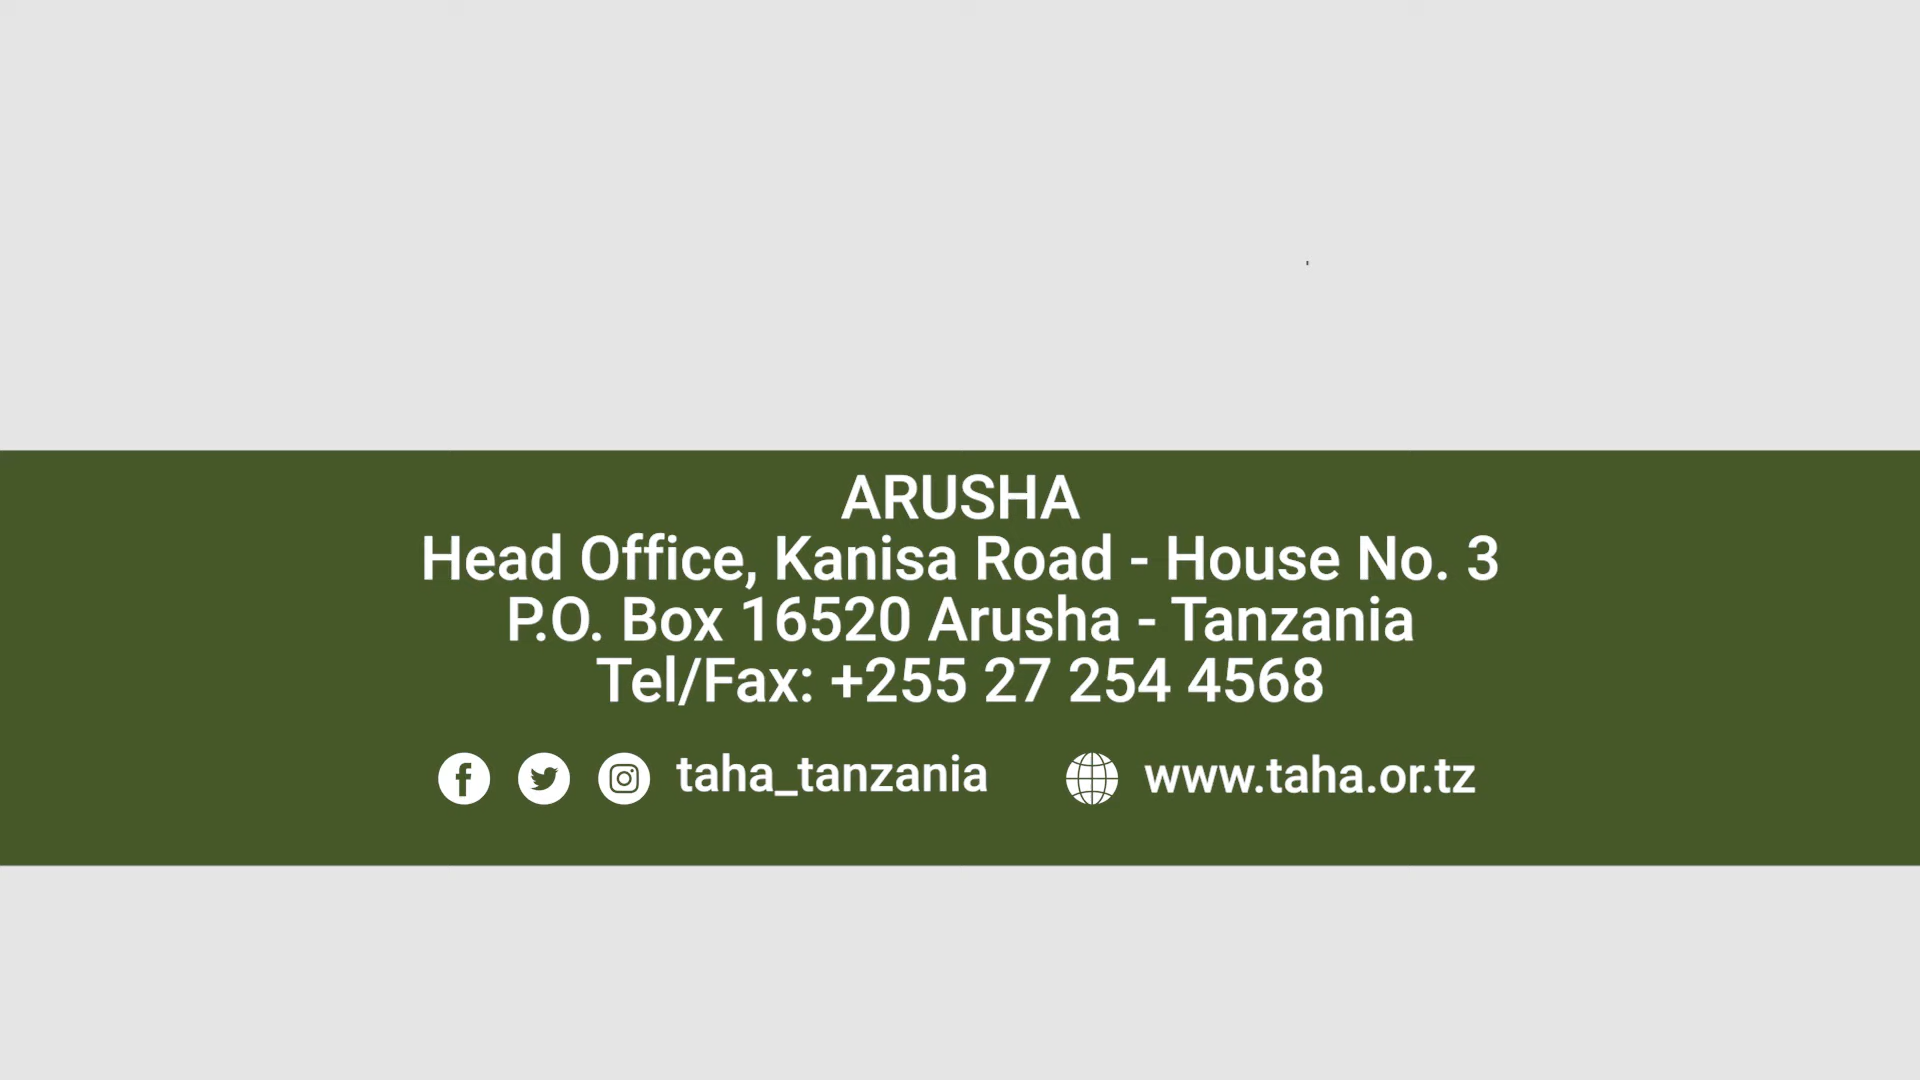 ARUSHA
Head Office, Kanisa Road - House No. 3
P.O. Box 16520 Arusha - Tanzania
Tel/Fax: +255 27 254 4568
taha_tanzania www.taha.or.tz